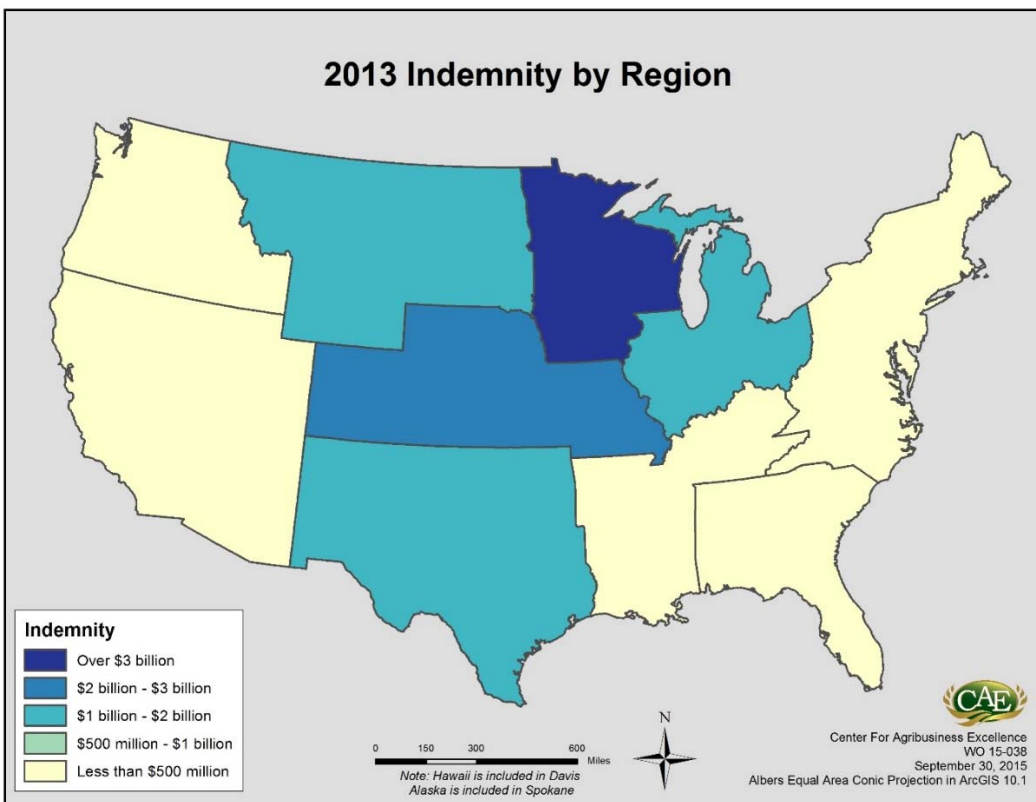 2013 Indemnity by Region
Indemnity
Over $3 billion
$2 billion - $3 billion
$1 billion - $2 billion
$500 million - $1 billion
Less than $500 million
0 150 300 600
Miles
Note: Hawaii is included in Davis
Alaska is included in Spokane
N
CAE
Center For Agribusiness Excellence
WO 15-038
September 30, 2015
Albers Equal Area Conic Projection in ArcGIS 10.1